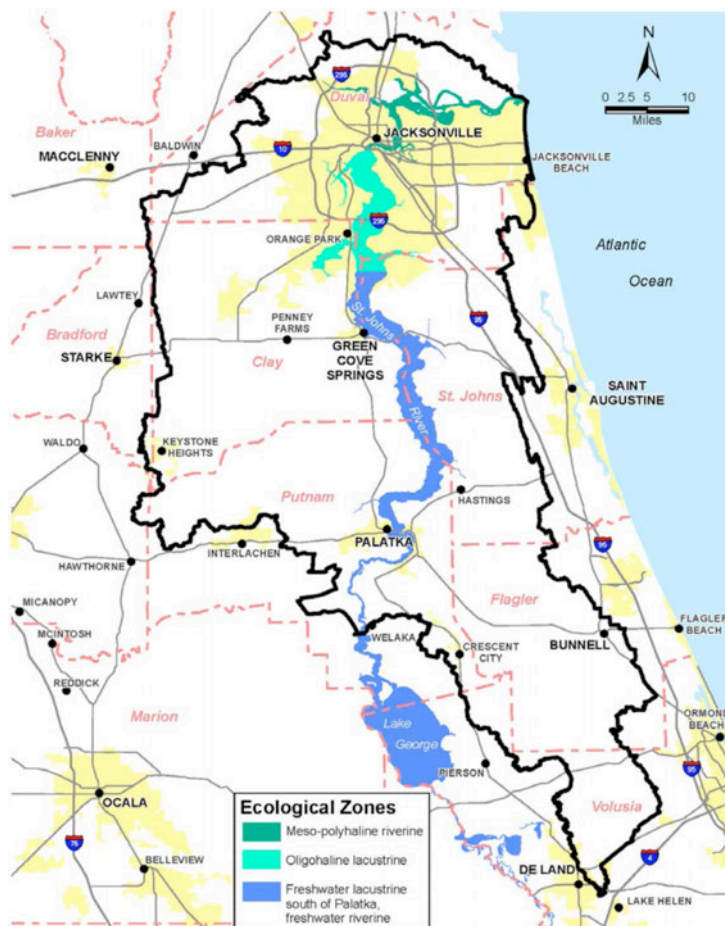 295
Duval
N
0 2.5 5 10
Miles
Baker
BALDWIN
JACKSONVILLE
MACCLENNY
10
JACKSONVILLE
BEACH
295
ORANGE PARK
Atlantic
Ocean
LAWTEY
St. Johns
95
PENNEY
FARMS
Bradford
STARKE
GREEN
COVE
SPRINGS
Clay
SAINT
AUGUSTINE
St. Johns
River
WALDO
KEYSTONE
HEIGHTS
Putnam
HASTINGS
PALATKA
INTERLACHEN
95
HAWTHORNE
Flagler
MICANOPY
FLAGLER
BEACH
WELAKA
BUNNELL
MCINTOSH
CRESCENT
CITY
REDDICK
Marion
Lake
George
ORMOND
BEACH
PIERSON
95
OCALA
Volusia
Ecological Zones
Meso-polyhaline riverine
Oligohaline lacustrine
Freshwater lacustrine
south of Palatka,
freshwater riverine
BELLEVIEW
DE LAND
4
LAKE HELEN